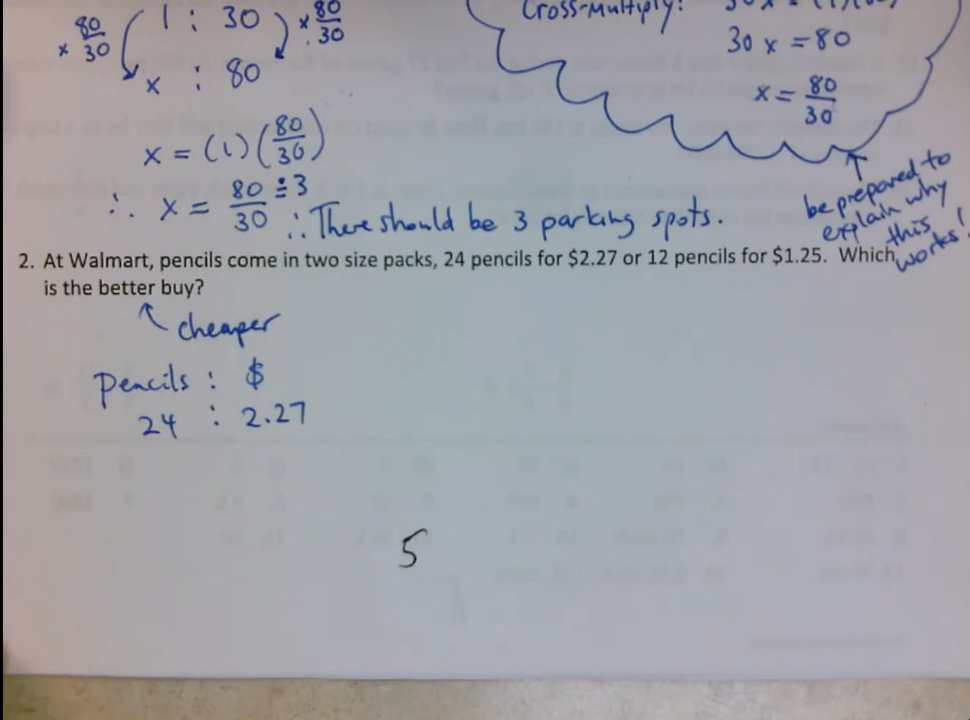 80/30
× 80/30 1 : 30 × 80/30
x : 80
Cross-Multiply:
30 x = 80
x = 80/30
x = (1)(80/30)
∴ x = 80/30 ≐ 3
∴ There should be 3 parking spots.
be prepared to
explain why
this
works!
2. At Walmart, pencils come in two size packs, 24 pencils for $2.27 or 12 pencils for $1.25. Which
is the better buy?
cheaper
Pencils : $
24 : 2.27
5